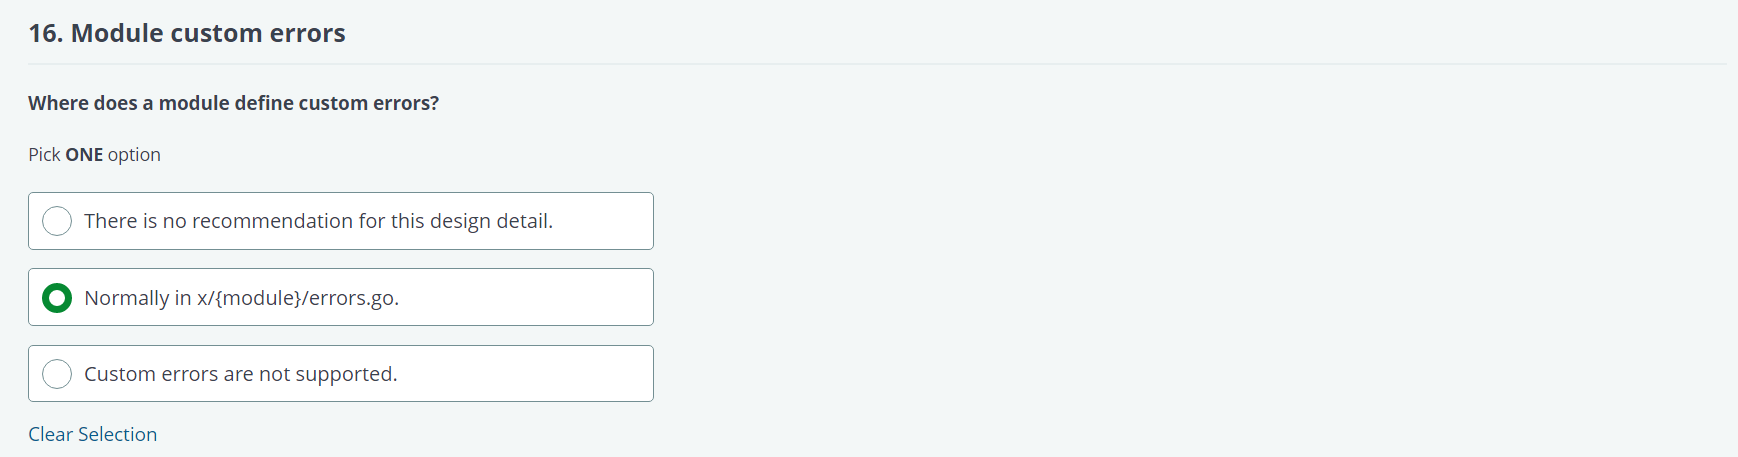 16. Module custom errors
Where does a module define custom errors?
Pick ONE option
There is no recommendation for this design detail.
Normally in x/{module}/errors.go.
Custom errors are not supported.
Clear Selection